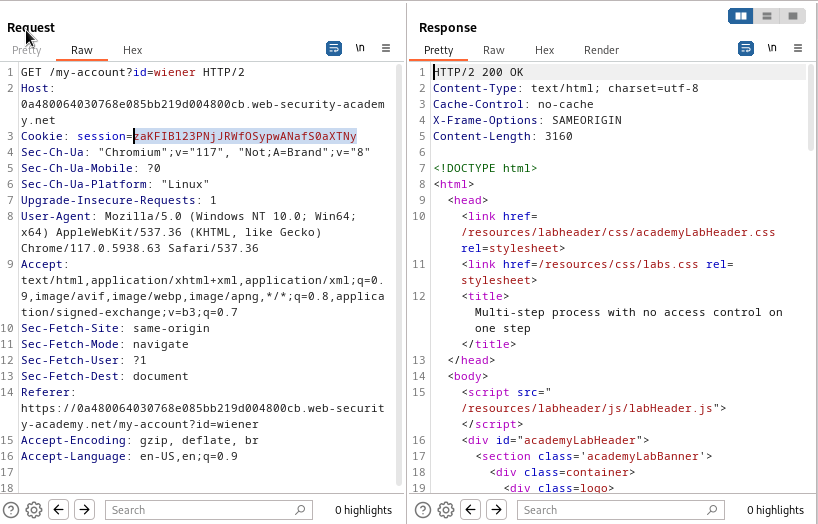 Request
Pretty Raw Hex \n
1 GET /my-account?id=wiener HTTP/2
2 Host:
0a480064030768e085bb219d004800cb.web-security-academ
y.net
3 Cookie: session=zaKFIBl23PNjJRWfOSypwANafS0aXTNy
4 Sec-Ch-Ua: "Chromium";v="117", "Not;A=Brand";v="8"
5 Sec-Ch-Ua-Mobile: ?0
6 Sec-Ch-Ua-Platform: "Linux"
7 Upgrade-Insecure-Requests: 1
8 User-Agent: Mozilla/5.0 (Windows NT 10.0; Win64;
x64) AppleWebKit/537.36 (KHTML, like Gecko)
Chrome/117.0.5938.63 Safari/537.36
9 Accept:
text/html,application/xhtml+xml,application/xml;q=0.
9,image/avif,image/webp,image/apng,*/*;q=0.8,applica
tion/signed-exchange;v=b3;q=0.7
10 Sec-Fetch-Site: same-origin
11 Sec-Fetch-Mode: navigate
12 Sec-Fetch-User: ?1
13 Sec-Fetch-Dest: document
14 Referer:
https://0a480064030768e085bb219d004800cb.web-securit
y-academy.net/my-account?id=wiener
15 Accept-Encoding: gzip, deflate, br
16 Accept-Language: en-US,en;q=0.9
17
18
Search 0 highlights
Response
Pretty Raw Hex Render \n
1 HTTP/2 200 OK
2 Content-Type: text/html; charset=utf-8
3 Cache-Control: no-cache
4 X-Frame-Options: SAMEORIGIN
5 Content-Length: 3160
6
7 <!DOCTYPE html>
8 <html>
9 <head>
10 <link href=
/resources/labheader/css/academyLabHeader.css
rel=stylesheet>
11 <link href=/resources/css/labs.css rel=
stylesheet>
12 <title>
Multi-step process with no access control on
one step
</title>
13 </head>
14 <body>
15 <script src="
/resources/labheader/js/labHeader.js">
</script>
16 <div id="academyLabHeader">
17 <section class='academyLabBanner'>
18 <div class=container>
19 <div class=logo>
Search 0 highlights